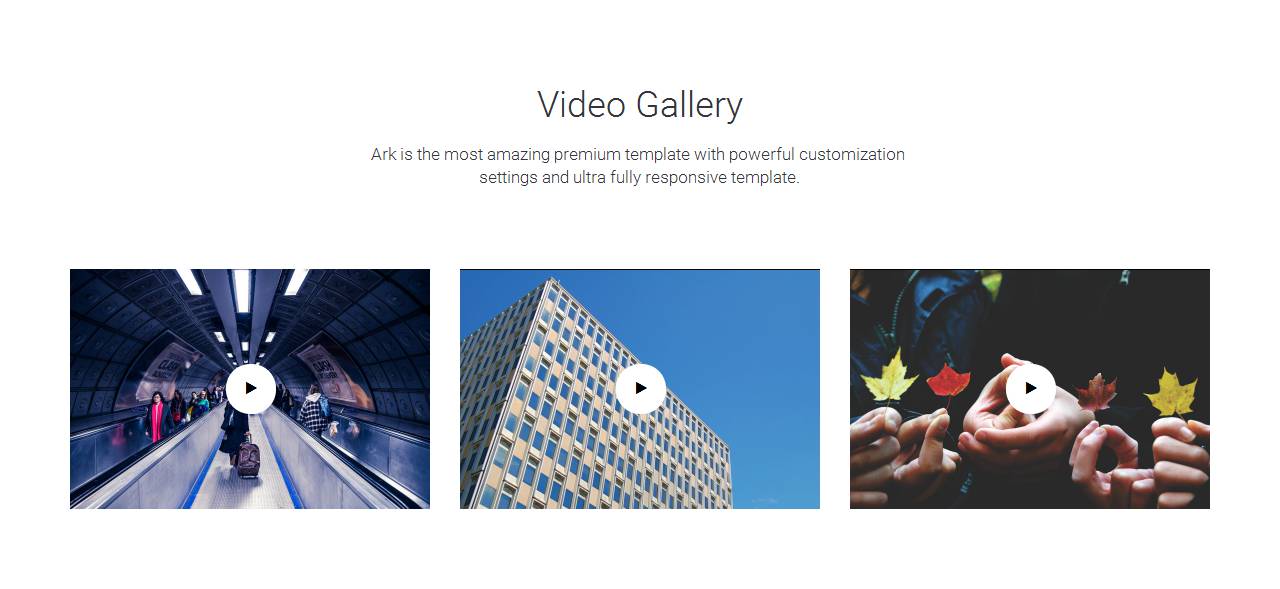 Video Gallery
Ark is the most amazing premium template with powerful customization
settings and ultra fully responsive template.